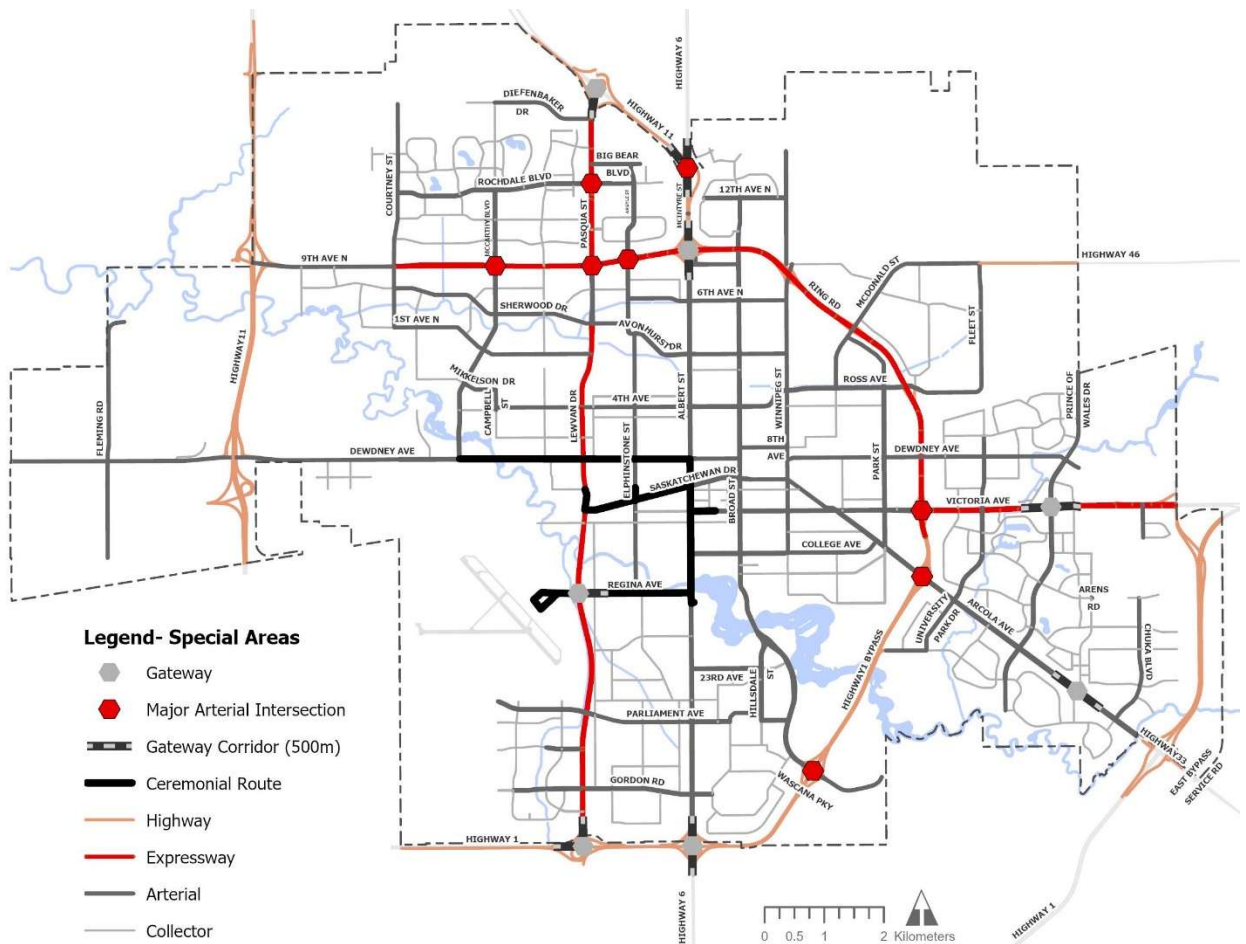 HIGHWAY 6
DIEFENBAKER
DR
HIGHWAY 11
BIG BEAR
BLVD
COURTNEY ST
ROCHDALE BLVD
ARGYLE ST
MCINTYRE ST
12TH AVE N
MCCARTHY BLVD
PASQUA ST
9TH AVE N
HIGHWAY 46
RING RD
MCDONALD ST
SHERWOOD DR
6TH AVE N
1ST AVE N
AVONHURST DR
FLEET ST
HIGHWAY11
MIKKELSON DR
CAMPBELL
ST
LEWVAN DR
4TH AVE
ALBERT ST
WINNIPEG ST
ROSS AVE
PRINCE OF
WALES DR
FLEMING RD
DEWDNEY AVE
ELPHINSTONE ST
SASKATCHEWAN DR
8TH
AVE
PARK ST
DEWDNEY AVE
BROAD ST
VICTORIA AVE
COLLEGE AVE
REGINA AVE
UNIVERSITY
PARK DR
ARCOLA AVE
ARENS
RD
CHUKA BLVD
HIGHWAY1 BYPASS
23RD AVE
HILLSDALE
ST
PARLIAMENT AVE
GORDON RD
WASCANA PKY
HIGHWAY33
EAST BYPASS
SERVICE RD
HIGHWAY 1
HIGHWAY 6
HIGHWAY 1
Legend- Special Areas
Gateway
Major Arterial Intersection
Gateway Corridor (500m)
Ceremonial Route
Highway
Expressway
Arterial
Collector
0 0.5 1 2 Kilometers